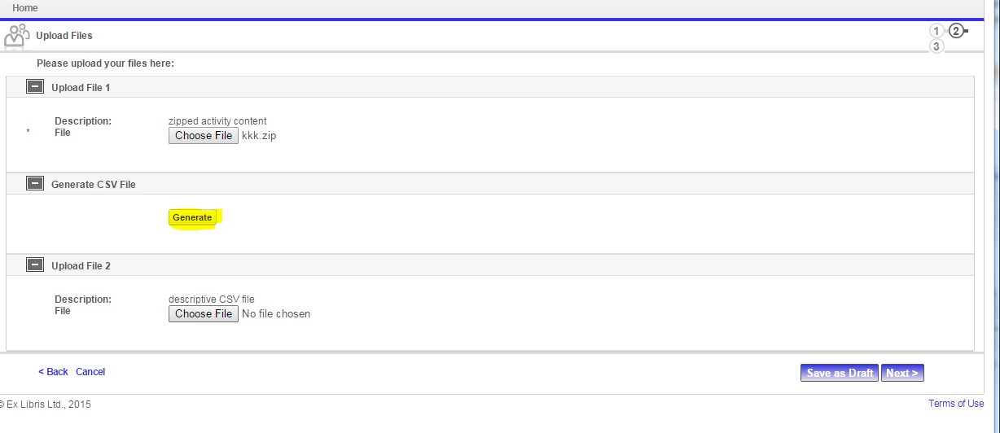 Home
Upload Files
1 2
3
Please upload your files here:
Upload File 1
Description: zipped activity content
* File Choose File kkk.zip
Generate CSV File
Generate
Upload File 2
Description: descriptive CSV file
File Choose File No file chosen
< Back Cancel Save as Draft Next >
© Ex Libris Ltd., 2015 Terms of Use